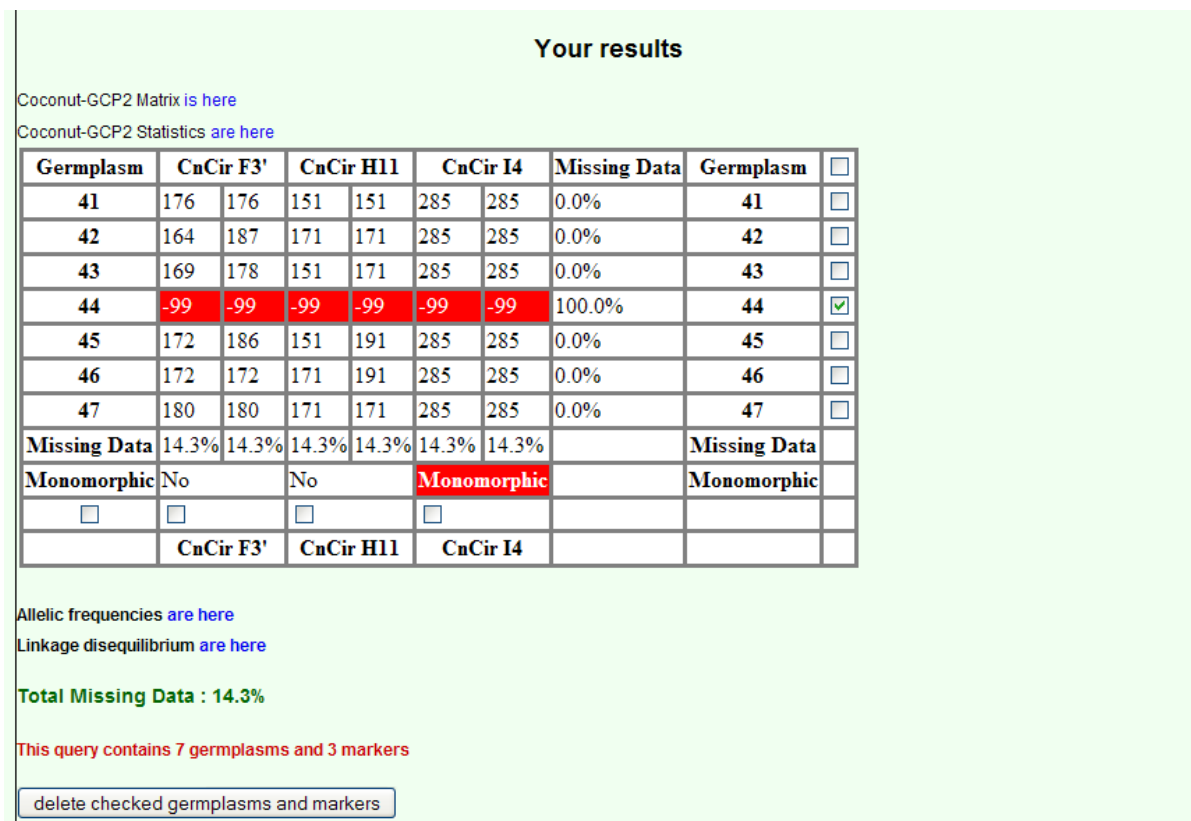 Your results
Coconut-GCP2 Matrix is here
Coconut-GCP2 Statistics are here
Germplasm CnCir F3' CnCir H11 CnCir I4 Missing Data Germplasm
41 176 176 151 151 285 285 0.0% 41
42 164 187 171 171 285 285 0.0% 42
43 169 178 151 171 285 285 0.0% 43
44 -99 -99 -99 -99 -99 -99 100.0% 44
45 172 186 151 191 285 285 0.0% 45
46 172 172 171 191 285 285 0.0% 46
47 180 180 171 171 285 285 0.0% 47
Missing Data 14.3% 14.3% 14.3% 14.3% 14.3% 14.3% Missing Data
Monomorphic No No Monomorphic Monomorphic
CnCir F3' CnCir H11 CnCir I4
Allelic frequencies are here
Linkage disequilibrium are here
Total Missing Data : 14.3%
This query contains 7 germplasms and 3 markers
delete checked germplasms and markers